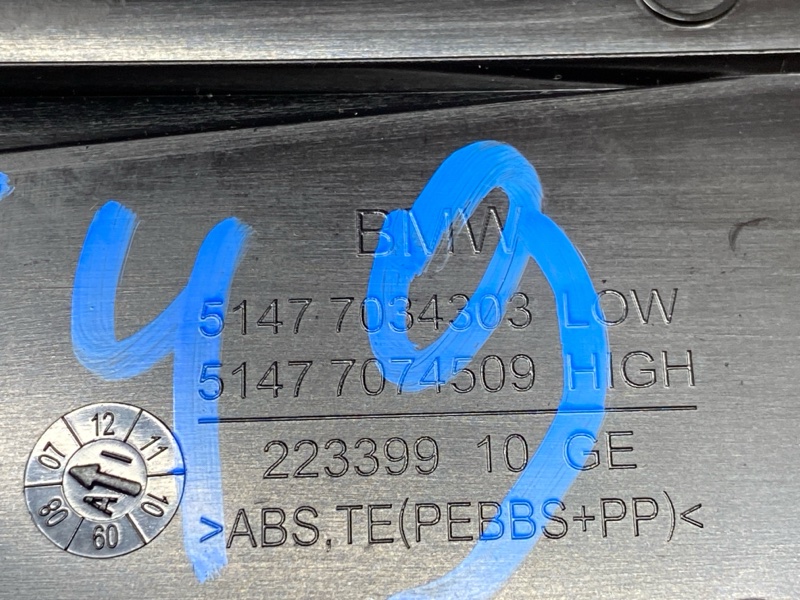 49
BMW
5147 7034303 LOW
5147 7074509 HIGH
223399 10 GE
>ABS,TE(PEBBS+PP)<
12
07 11
A
08 10
09